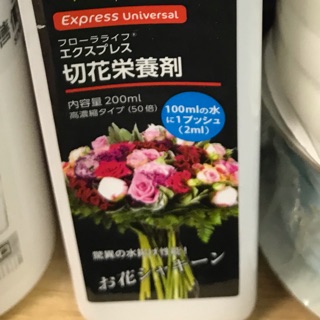 Express Universal
フローラライフ®
エクスプレス
切花栄養剤
内容量 200ml
高濃縮タイプ(50倍)
100mlの水
に1プッシュ
(2ml)
驚異の水揚げ性能!
お花シャキーン